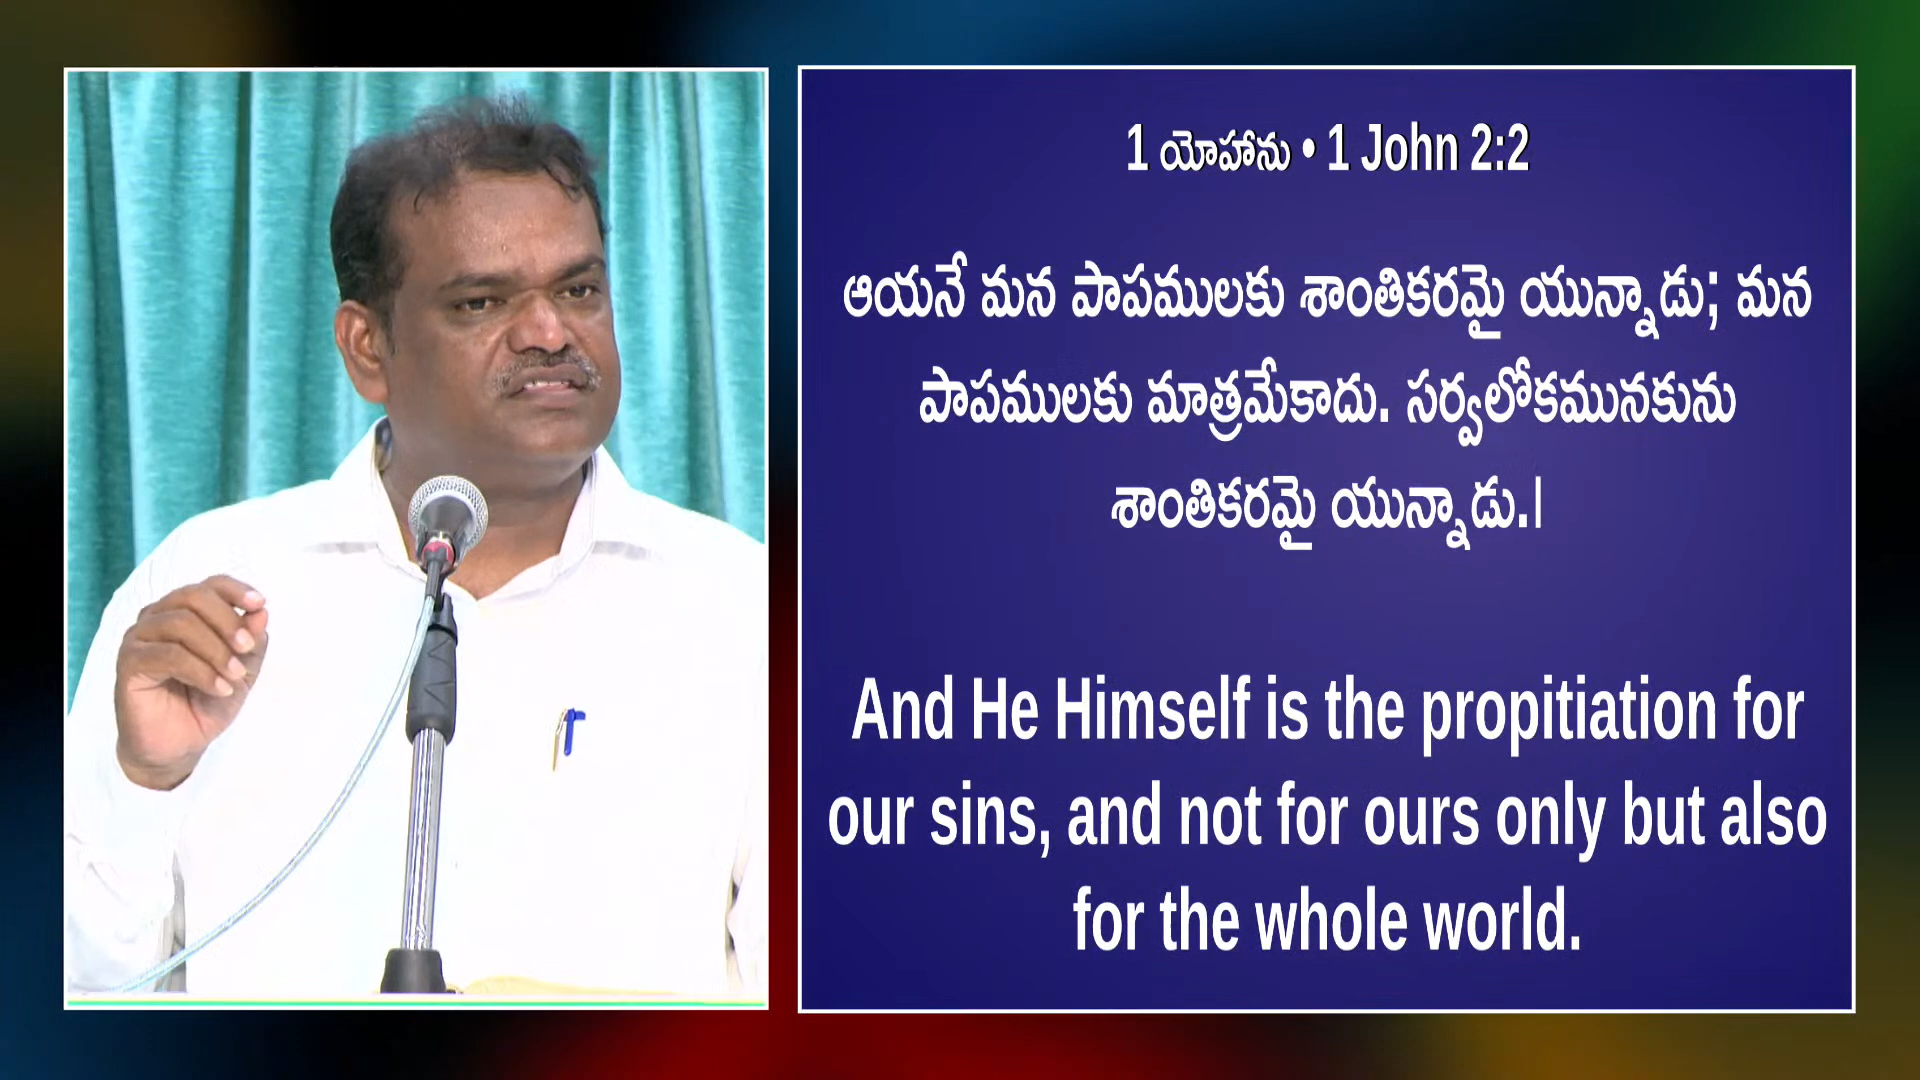 1 యోహాను • 1 John 2:2
ఆయనే మన పాపములకు శాంతికరమై యున్నాడు; మన
పాపములకు మాత్రమేకాదు. సర్వలోకమునకును
శాంతికరమై యున్నాడు.|
And He Himself is the propitiation for
our sins, and not for ours only but also
for the whole world.